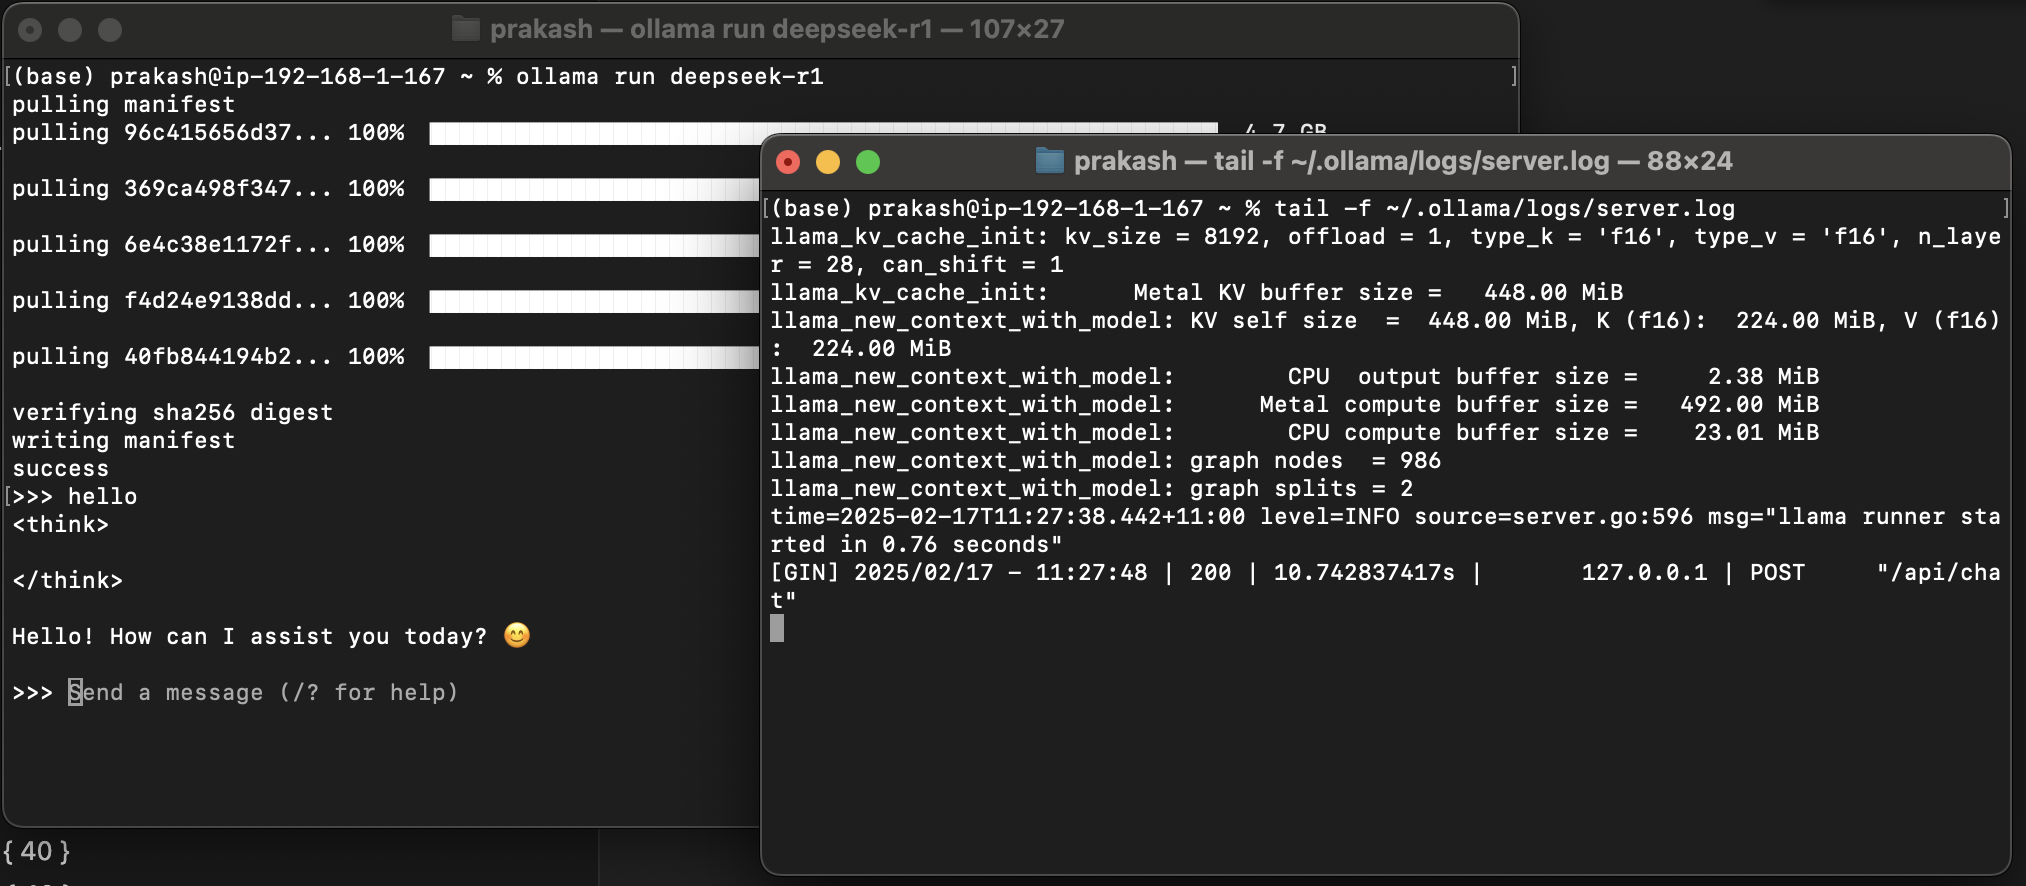 prakash — ollama run deepseek-r1 — 107×27
[(base) prakash@ip-192-168-1-167 ~ % ollama run deepseek-r1 ]
pulling manifest
pulling 96c415656d37... 100% 4.7 GB
pulling 369ca498f347... 100%
pulling 6e4c38e1172f... 100%
pulling f4d24e9138dd... 100%
pulling 40fb844194b2... 100%
verifying sha256 digest
writing manifest
success
[>>> hello
<think>
</think>
Hello! How can I assist you today? 😊
>>> Send a message (/? for help)
{ 40 }
prakash — tail -f ~/.ollama/logs/server.log — 88×24
[(base) prakash@ip-192-168-1-167 ~ % tail -f ~/.ollama/logs/server.log ]
llama_kv_cache_init: kv_size = 8192, offload = 1, type_k = 'f16', type_v = 'f16', n_laye
r = 28, can_shift = 1
llama_kv_cache_init:      Metal KV buffer size =   448.00 MiB
llama_new_context_with_model: KV self size  =  448.00 MiB, K (f16):  224.00 MiB, V (f16)
:  224.00 MiB
llama_new_context_with_model:        CPU  output buffer size =     2.38 MiB
llama_new_context_with_model:      Metal compute buffer size =   492.00 MiB
llama_new_context_with_model:        CPU compute buffer size =    23.01 MiB
llama_new_context_with_model: graph nodes  = 986
llama_new_context_with_model: graph splits = 2
time=2025-02-17T11:27:38.442+11:00 level=INFO source=server.go:596 msg="llama runner sta
rted in 0.76 seconds"
[GIN] 2025/02/17 - 11:27:48 | 200 | 10.742837417s |       127.0.0.1 | POST     "/api/cha
t"